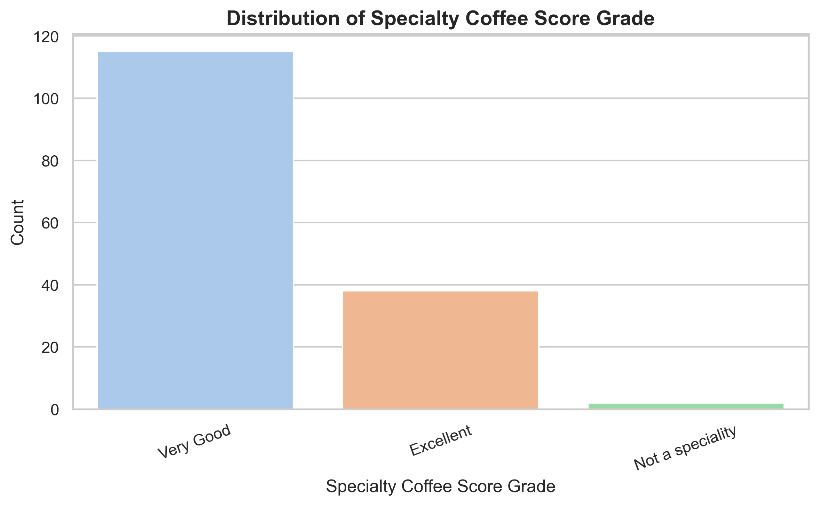 Distribution of Specialty Coffee Score Grade
120
100
80
60
40
20
0
Count
Very Good
Excellent
Not a speciality
Specialty Coffee Score Grade